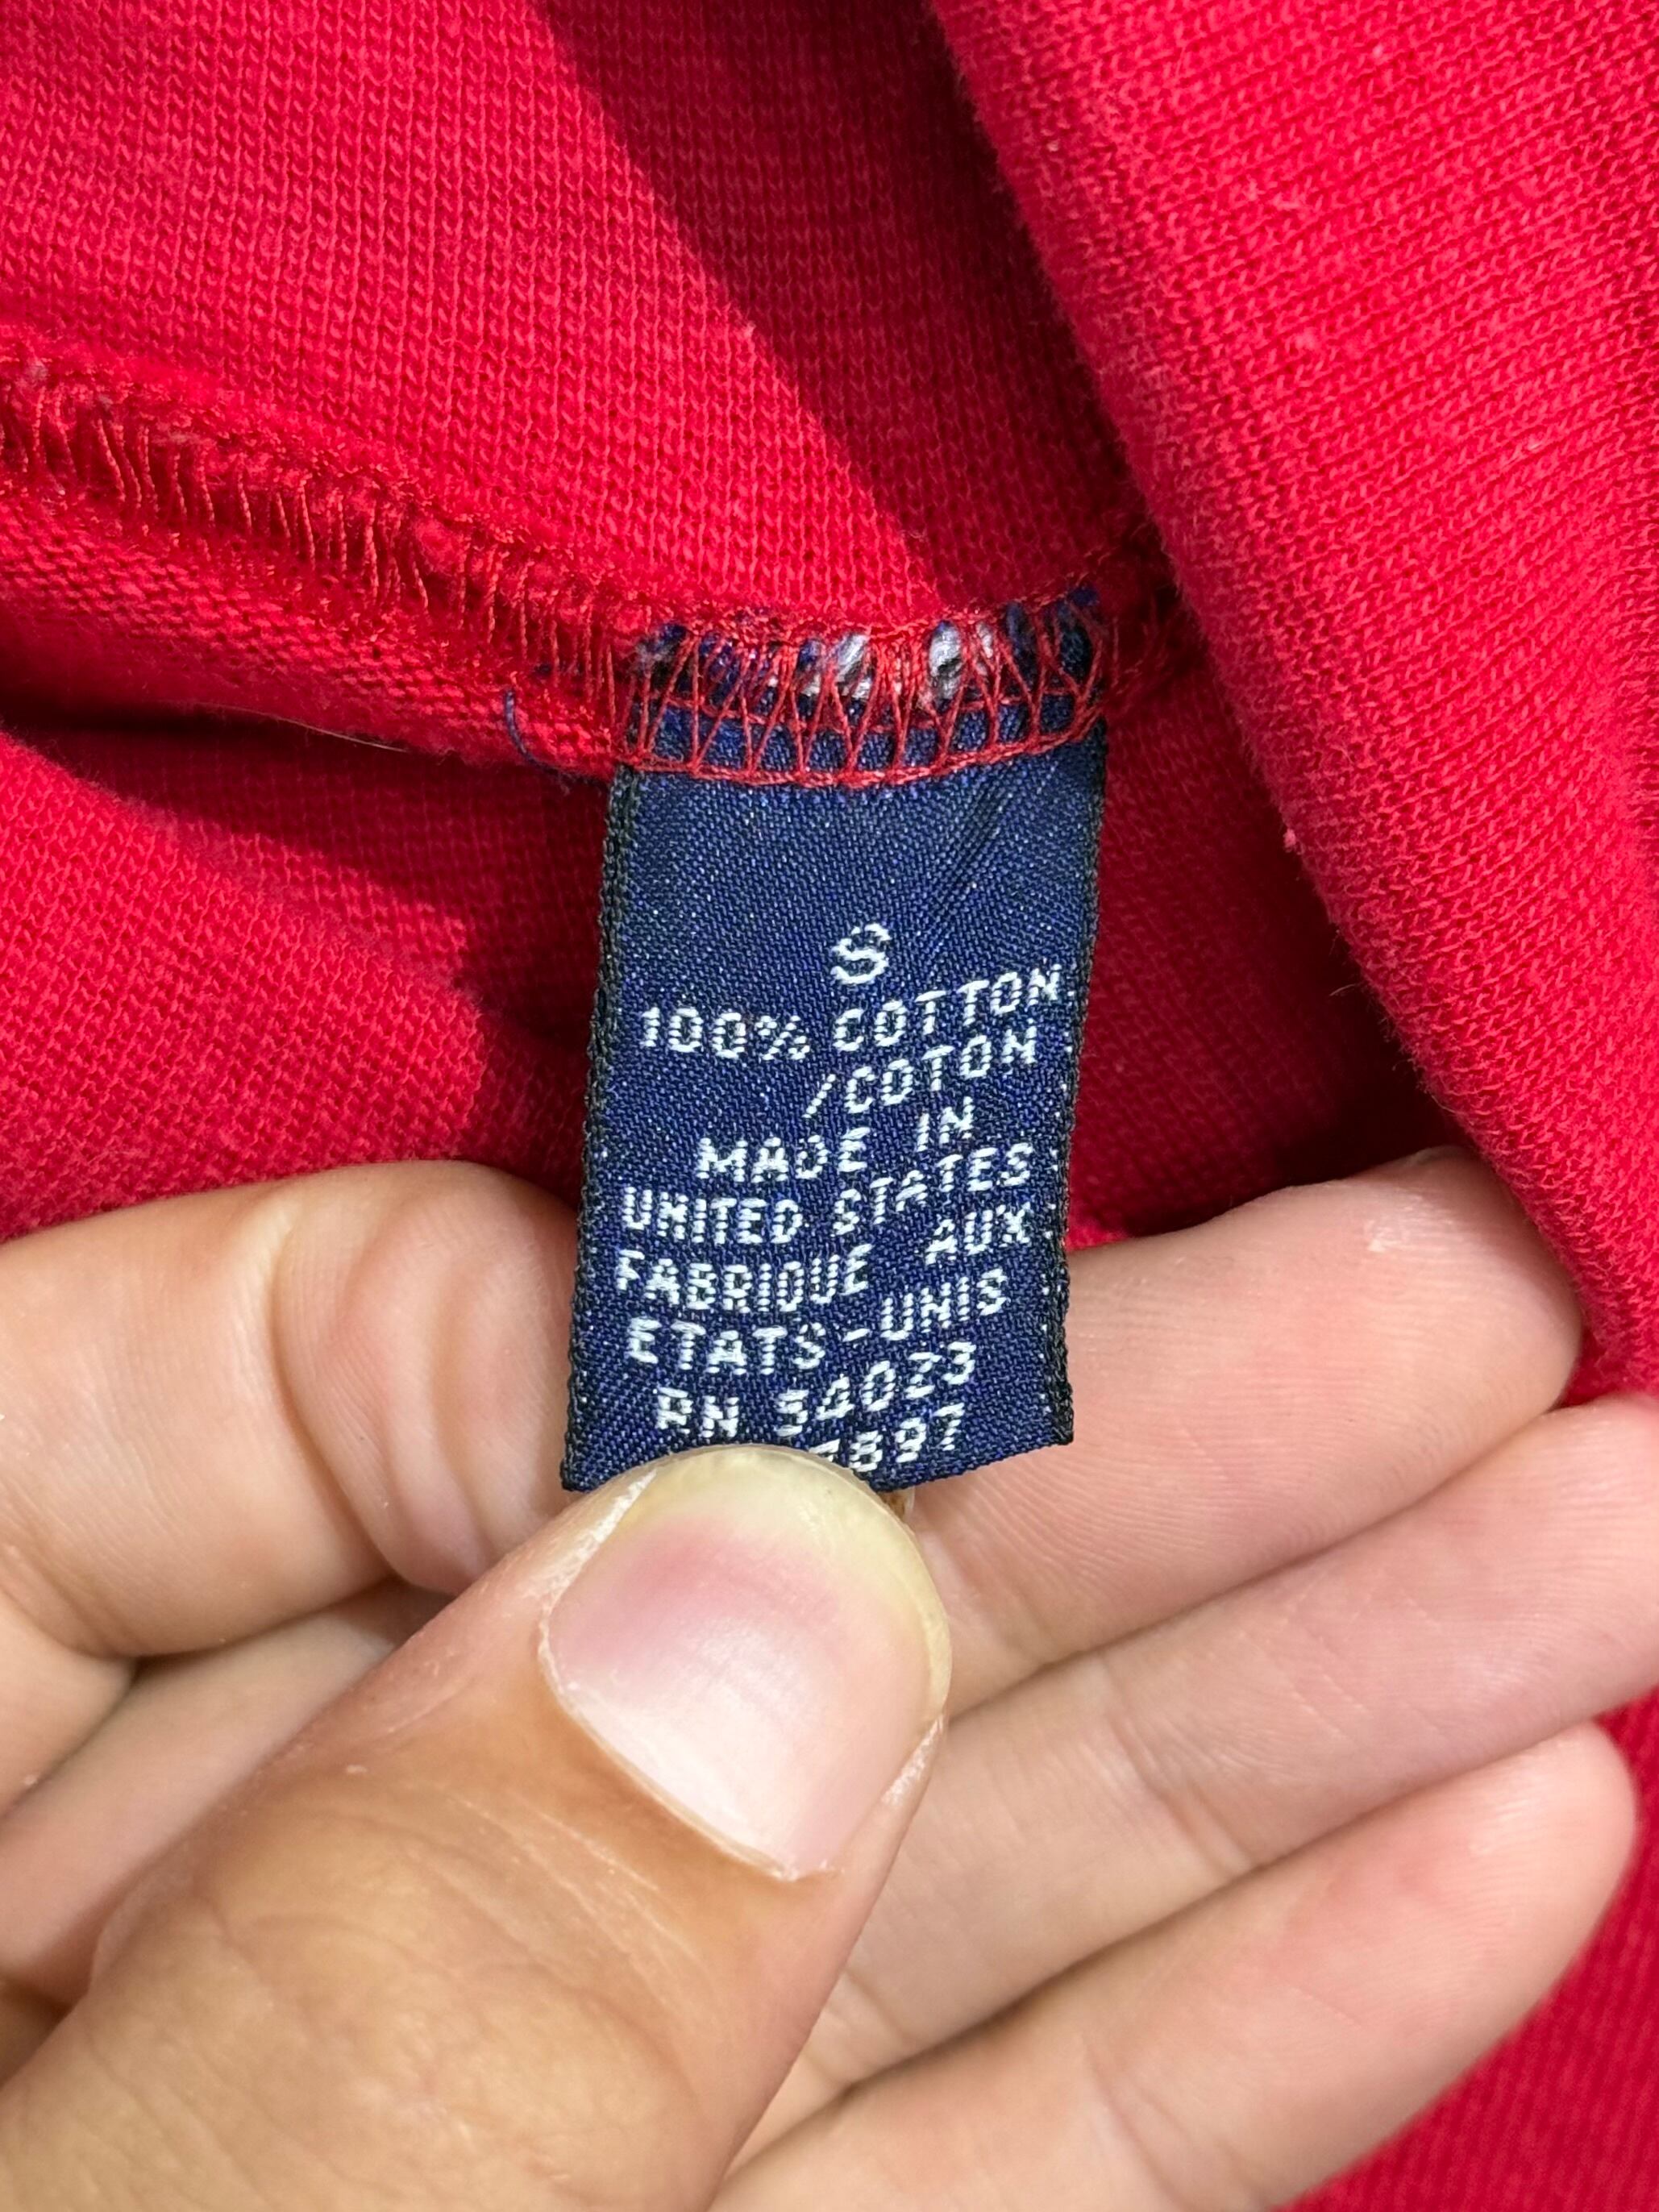 S
100% COTTON
/COTON
MADE IN
UNITED STATES
FABRIQUE AUX
ETATS-UNIS
RN 54023